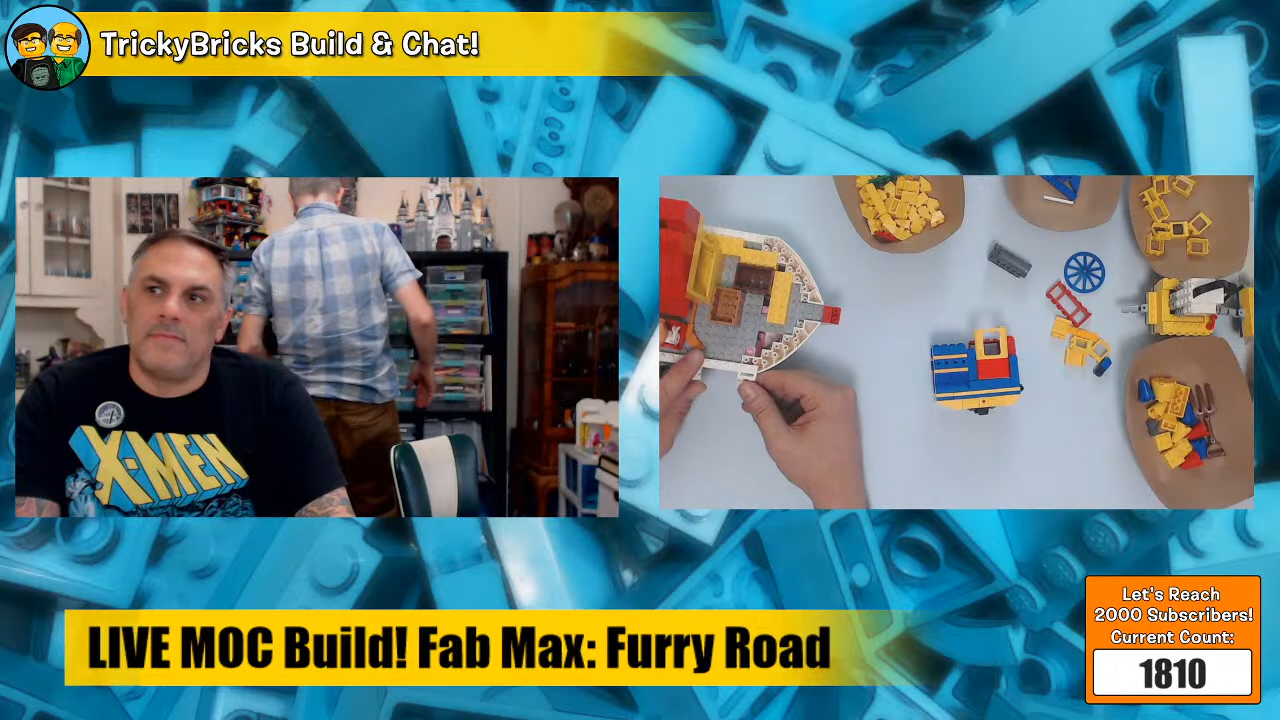 TrickyBricks Build & Chat!
X-MEN
LIVE MOC Build! Fab Max: Furry Road
Let's Reach
2000 Subscribers!
Current Count:
1810